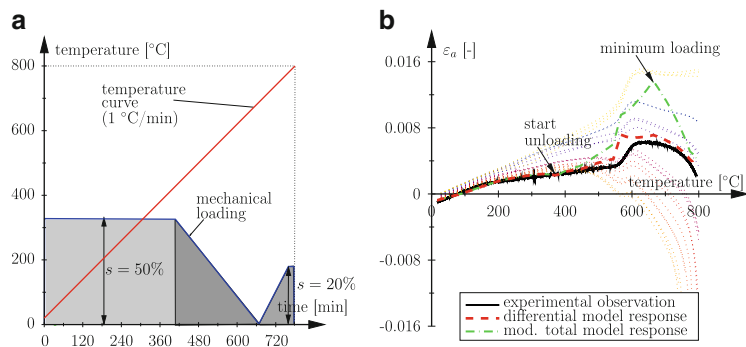 a
temperature [°C]
800
600
400
200
0
temperature
curve
(1 °C/min)
mechanical
loading
s = 50%
s = 20%
time [min]
0 120 240 360 480 600 720
b
εa [-]
0.016
0.008
0
-0.008
-0.016
minimum loading
start
unloading
temperature [°C]
200 400 600 800
experimental observation
differential model response
mod. total model response